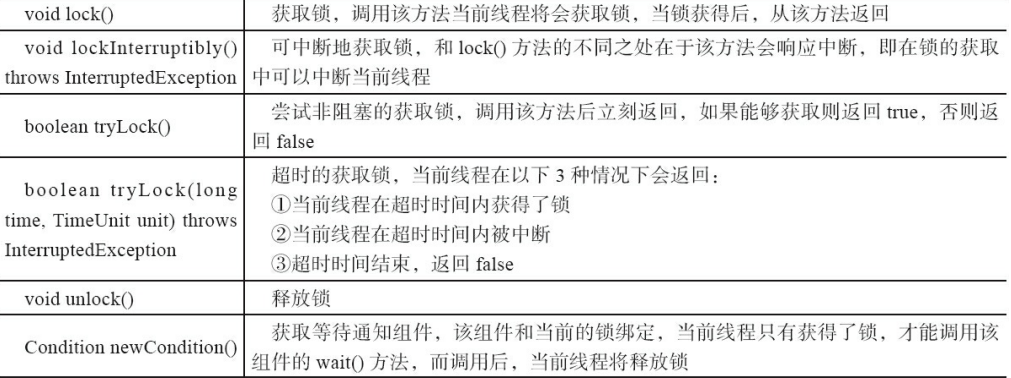 void lock()
获取锁，调用该方法当前线程将会获取锁，当锁获得后，从该方法返回
void lockInterruptibly()
throws InterruptedException
可中断地获取锁，和 lock() 方法的不同之处在于该方法会响应中断，即在锁的获取
中可以中断当前线程
boolean tryLock()
尝试非阻塞的获取锁，调用该方法后立刻返回，如果能够获取则返回 true，否则返
回 false
boolean tryLock(long
time, TimeUnit unit) throws
InterruptedException
超时的获取锁，当前线程在以下 3 种情况下会返回：
①当前线程在超时时间内获得了锁
②当前线程在超时时间内被中断
③超时时间结束，返回 false
void unlock()
释放锁
Condition newCondition()
获取等待通知组件，该组件和当前的锁绑定，当前线程只有获得了锁，才能调用该
组件的 wait() 方法，而调用后，当前线程将释放锁